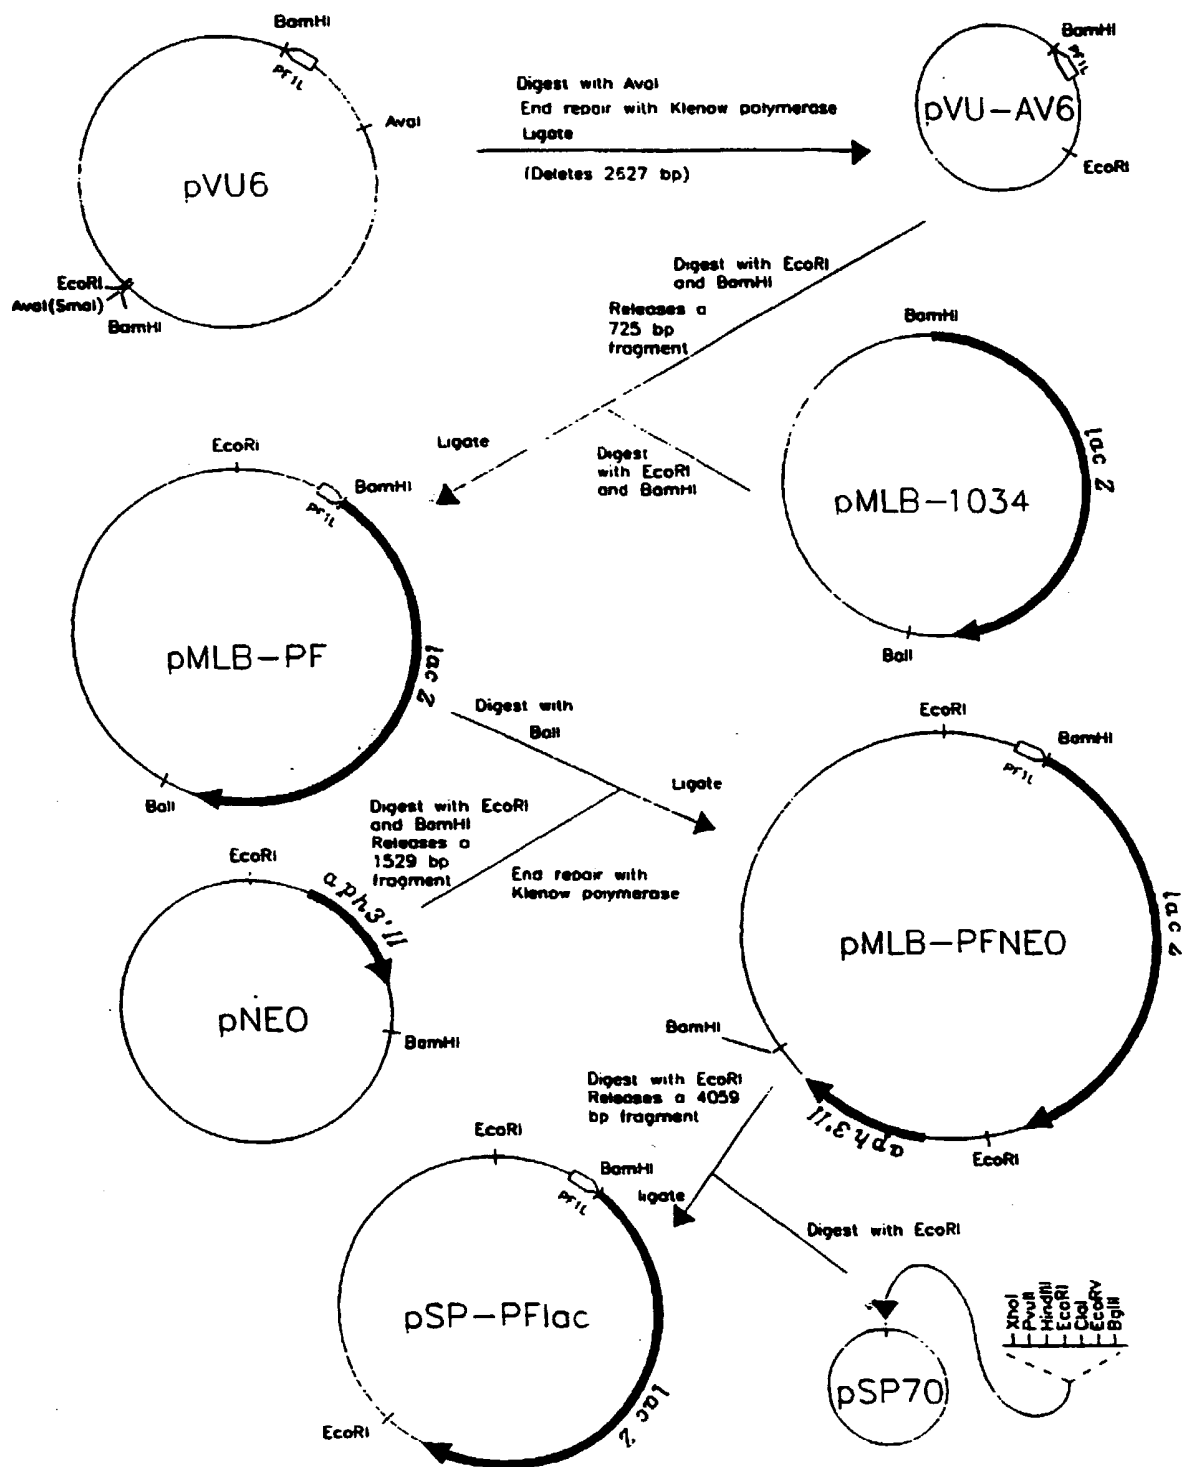 BamHI
PF1L
AvaI
pVU6
EcoRI
AvaI(SmaI)
BamHI
Digest with AvaI
End repair with Klenow polymerase
Ligate
(Deletes 2527 bp)
BamHI
PF1L
pVU-AV6
EcoRI
Digest with EcoRI
and BamHI
Releases a
725 bp
fragment
BamHI
lac Z
pMLB-1034
BalI
Ligate
Digest
with EcoRI
and BamHI
EcoRI
BamHI
PF1L
pMLB-PF
lac Z
BalI
Digest with
BalI
Ligate
Digest with EcoRI
and BamHI
Releases a
1529 bp
fragment
End repair with
Klenow polymerase
EcoRI
aph3'II
pNEO
BamHI
EcoRI
BamHI
PF1L
pMLB-PFNEO
lac Z
BamHI
aph3'II
EcoRI
Digest with EcoRI
Releases a 4059
bp fragment
ligate
Digest with EcoRI
EcoRI
BamHI
PF1L
pSP-PFlac
lac Z
EcoRI
pSP70
XhoI
PvuII
HindIII
EcoRI
ClaI
EcoRV
BglII